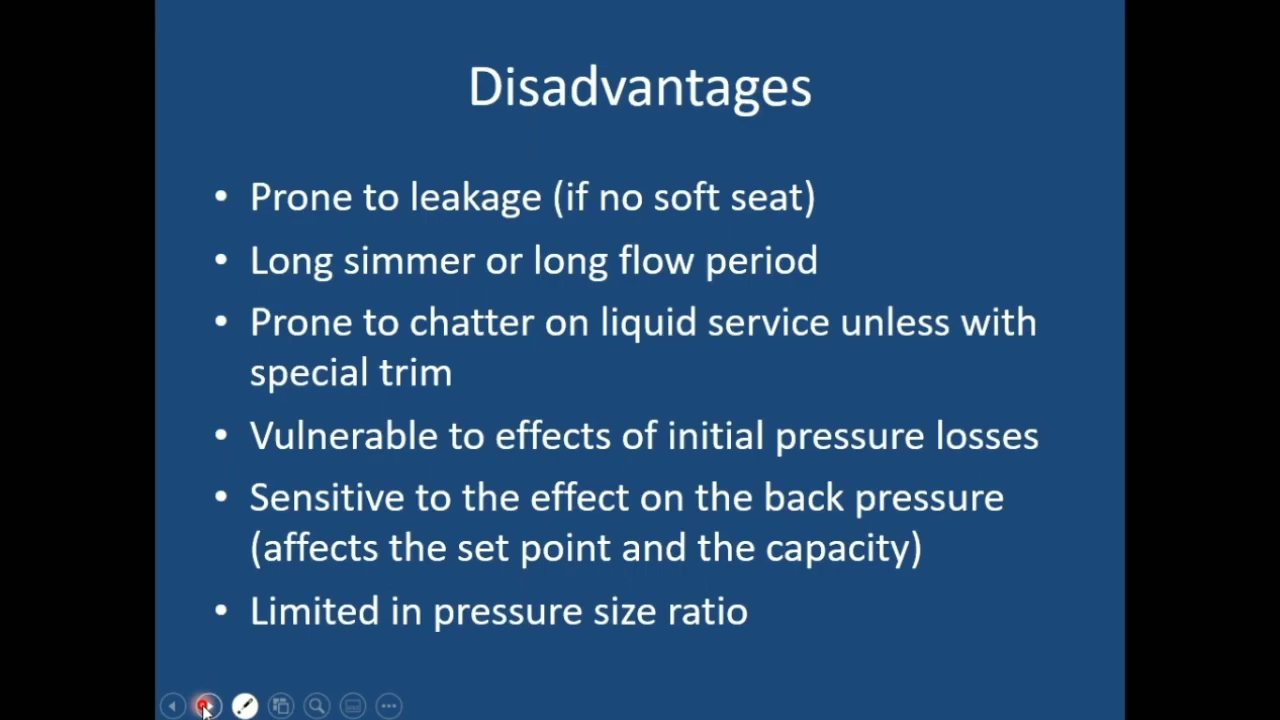 Disadvantages
• Prone to leakage (if no soft seat)
• Long simmer or long flow period
• Prone to chatter on liquid service unless with
special trim
• Vulnerable to effects of initial pressure losses
• Sensitive to the effect on the back pressure
(affects the set point and the capacity)
• Limited in pressure size ratio